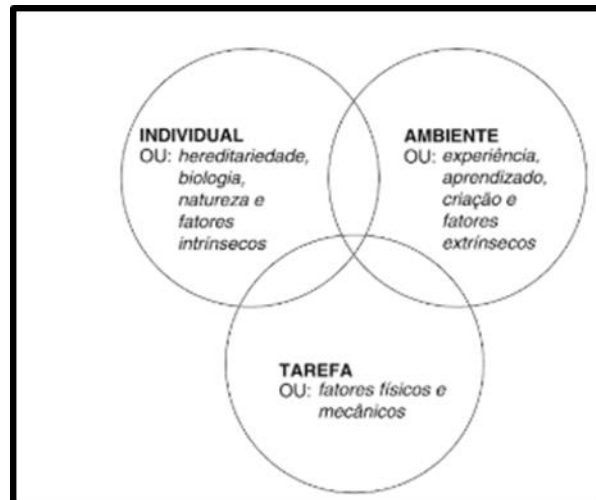 INDIVIDUAL
OU: hereditariedade,
biologia,
natureza e
fatores
intrínsecos
AMBIENTE
OU: experiência,
aprendizado,
criação e
fatores
extrínsecos
TAREFA
OU: fatores físicos e
mecânicos